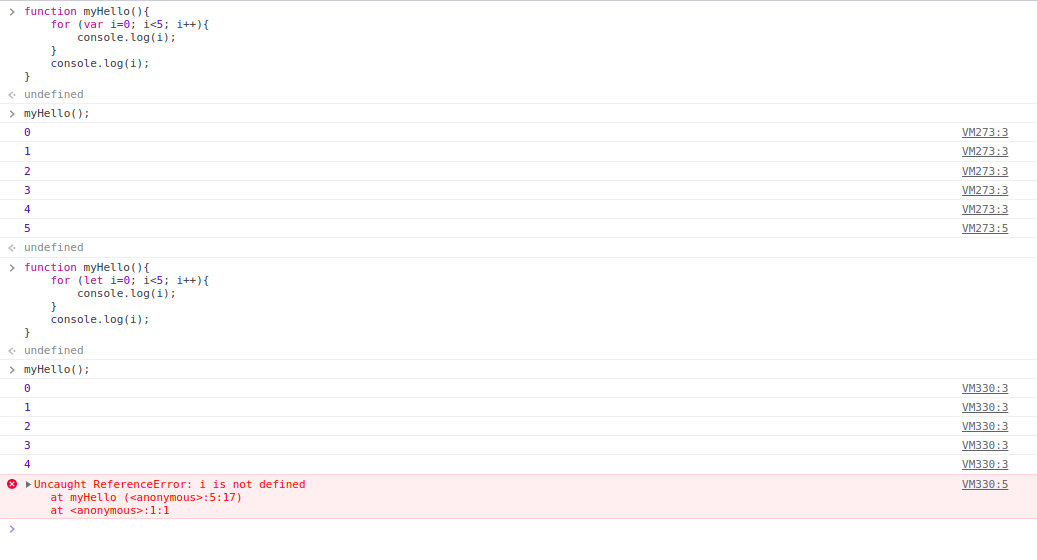 > function myHello(){
    for (var i=0; i<5; i++){
        console.log(i);
    }
    console.log(i);
}
undefined
> myHello();
0 VM273:3
1 VM273:3
2 VM273:3
3 VM273:3
4 VM273:3
5 VM273:5
undefined
> function myHello(){
    for (let i=0; i<5; i++){
        console.log(i);
    }
    console.log(i);
}
undefined
> myHello();
0 VM330:3
1 VM330:3
2 VM330:3
3 VM330:3
4 VM330:3
Uncaught ReferenceError: i is not defined VM330:5
    at myHello (<anonymous>:5:17)
    at <anonymous>:1:1
>